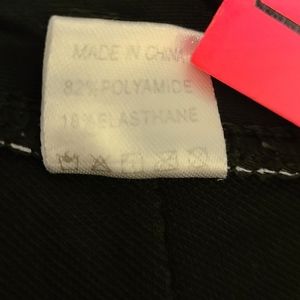 MADE IN CHINA
82% POLYAMIDE
18% ELASTHANE